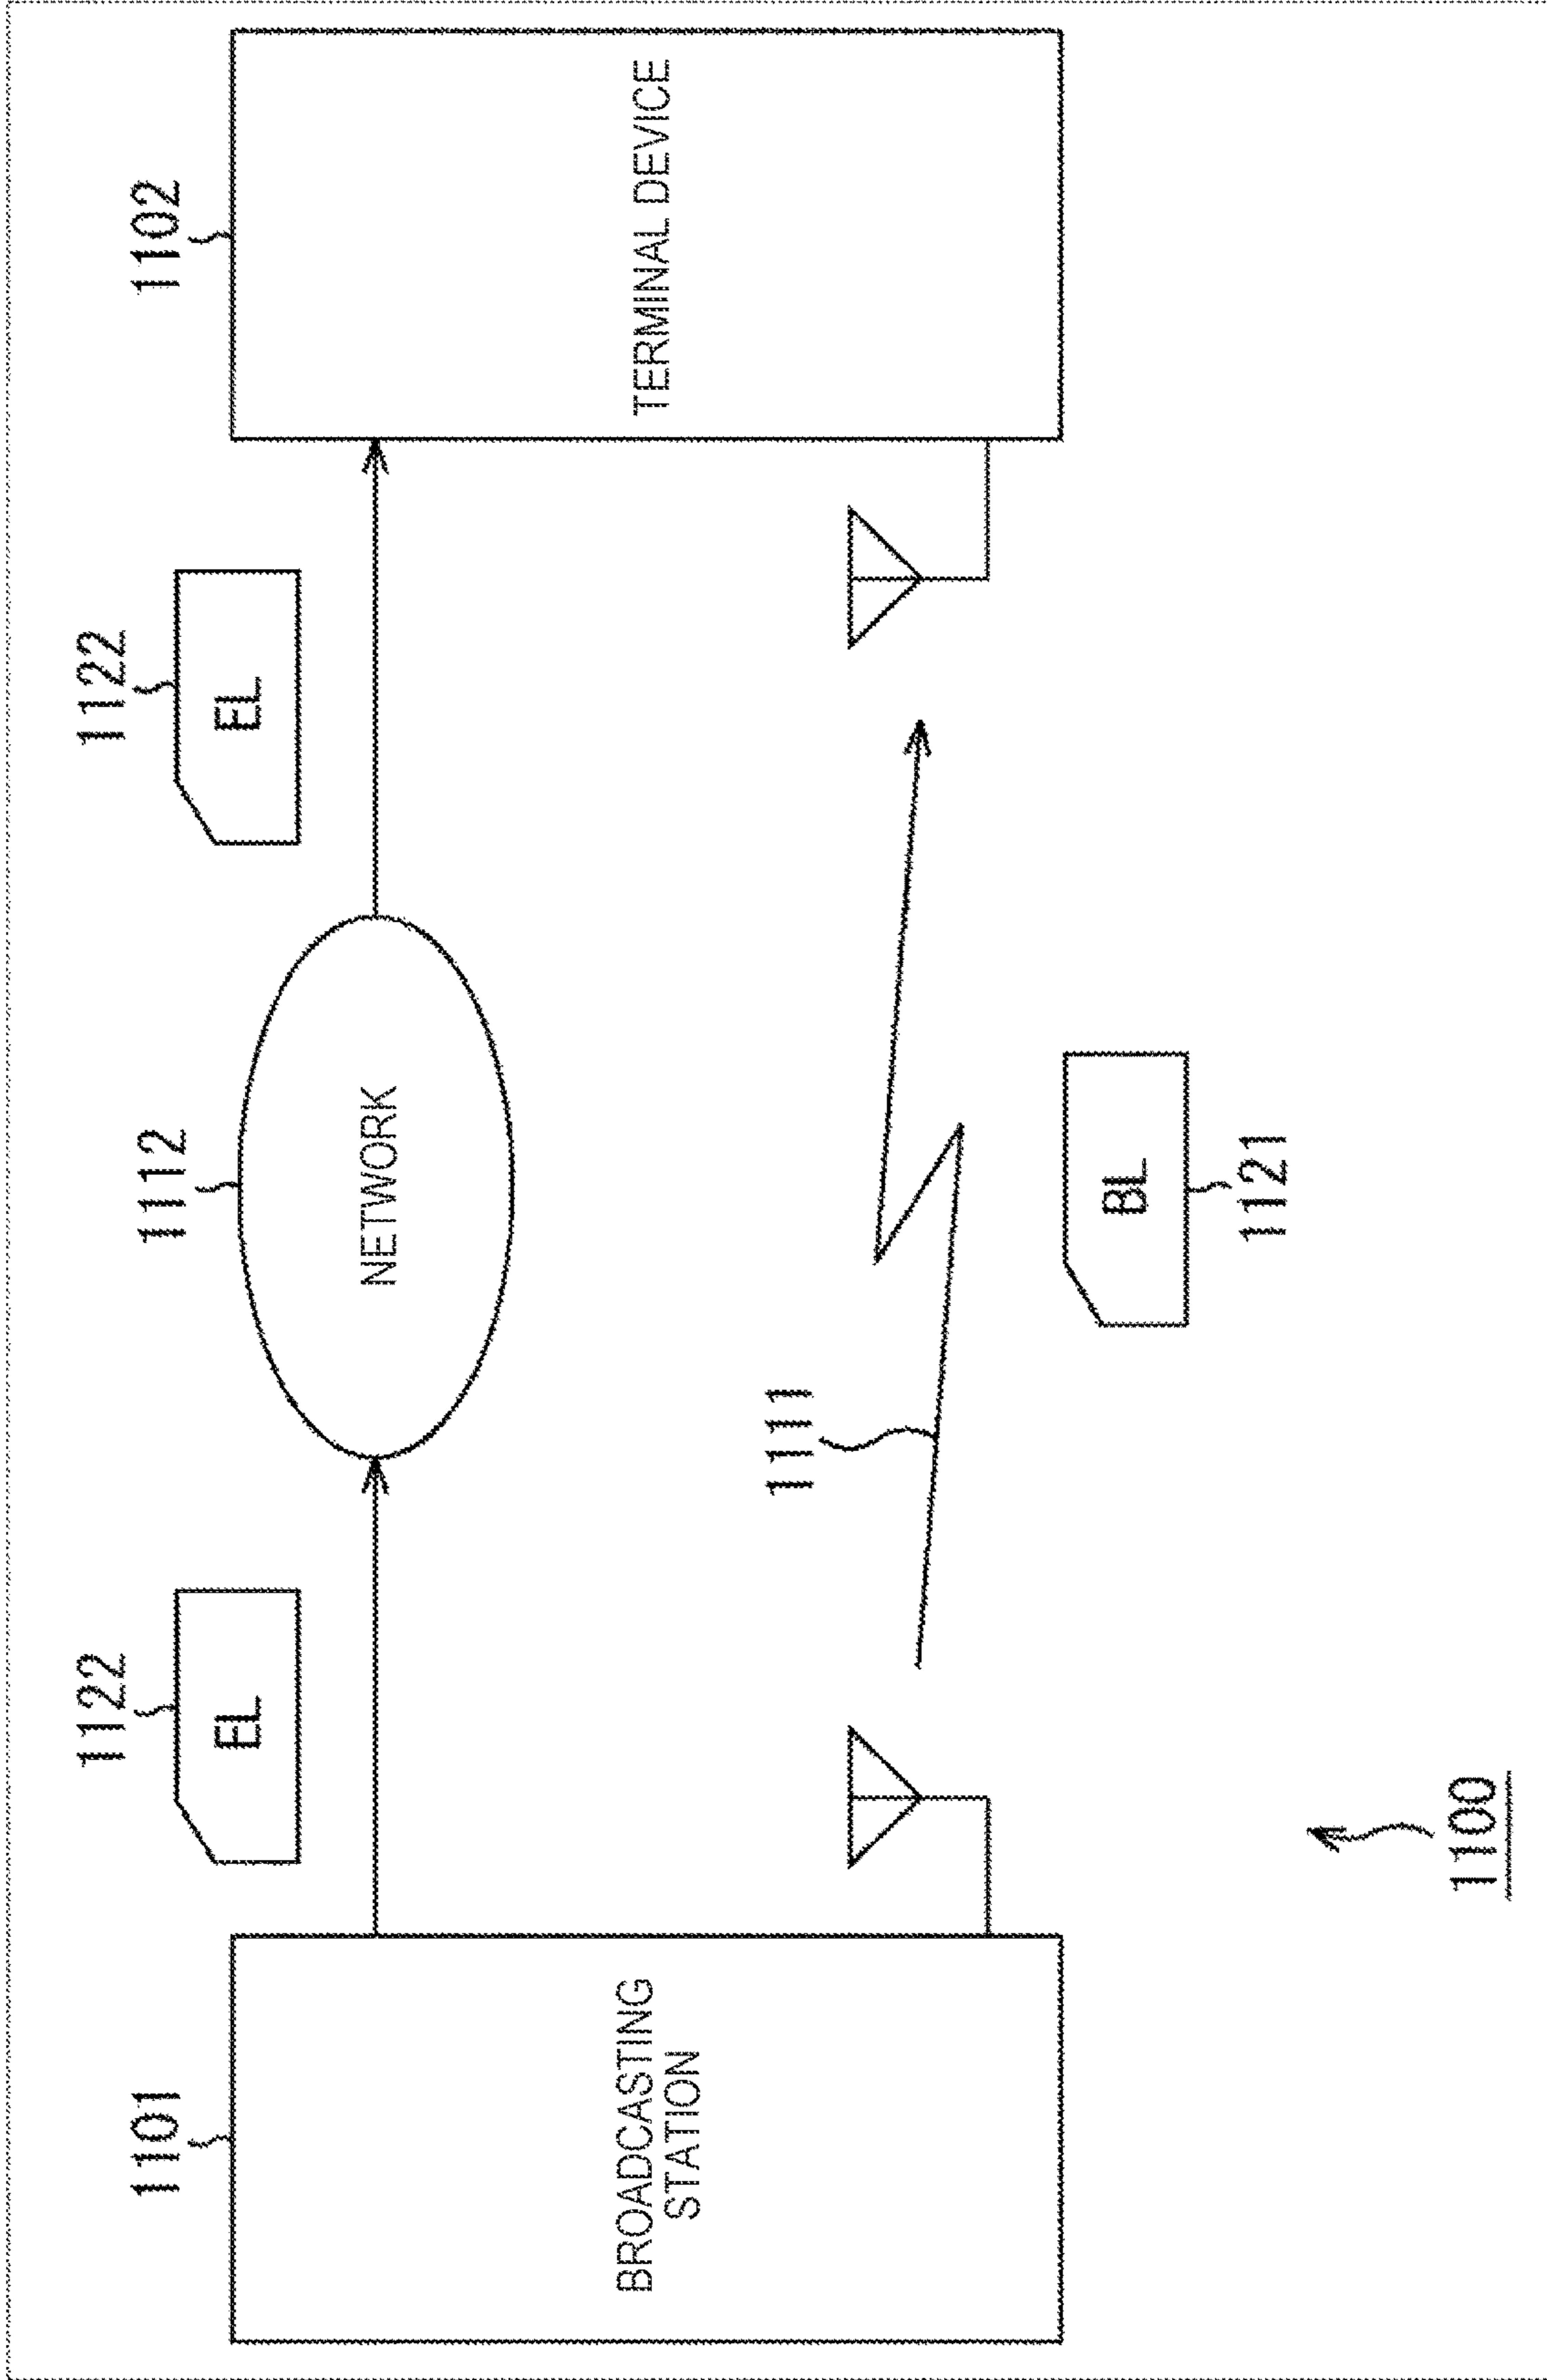 1122
1112
1122
1101
1102
EL
EL
NETWORK
BROADCASTING
STATION
TERMINAL DEVICE
1111
BL
1121
1100